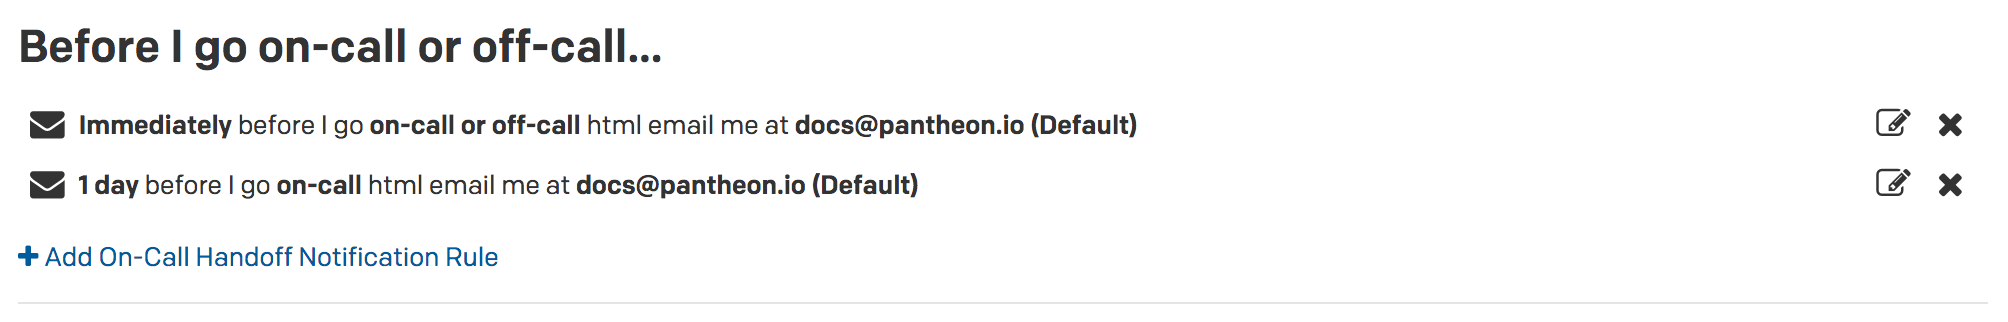 Before I go on-call or off-call...
Immediately before I go on-call or off-call html email me at docs@pantheon.io (Default)
1 day before I go on-call html email me at docs@pantheon.io (Default)
Add On-Call Handoff Notification Rule